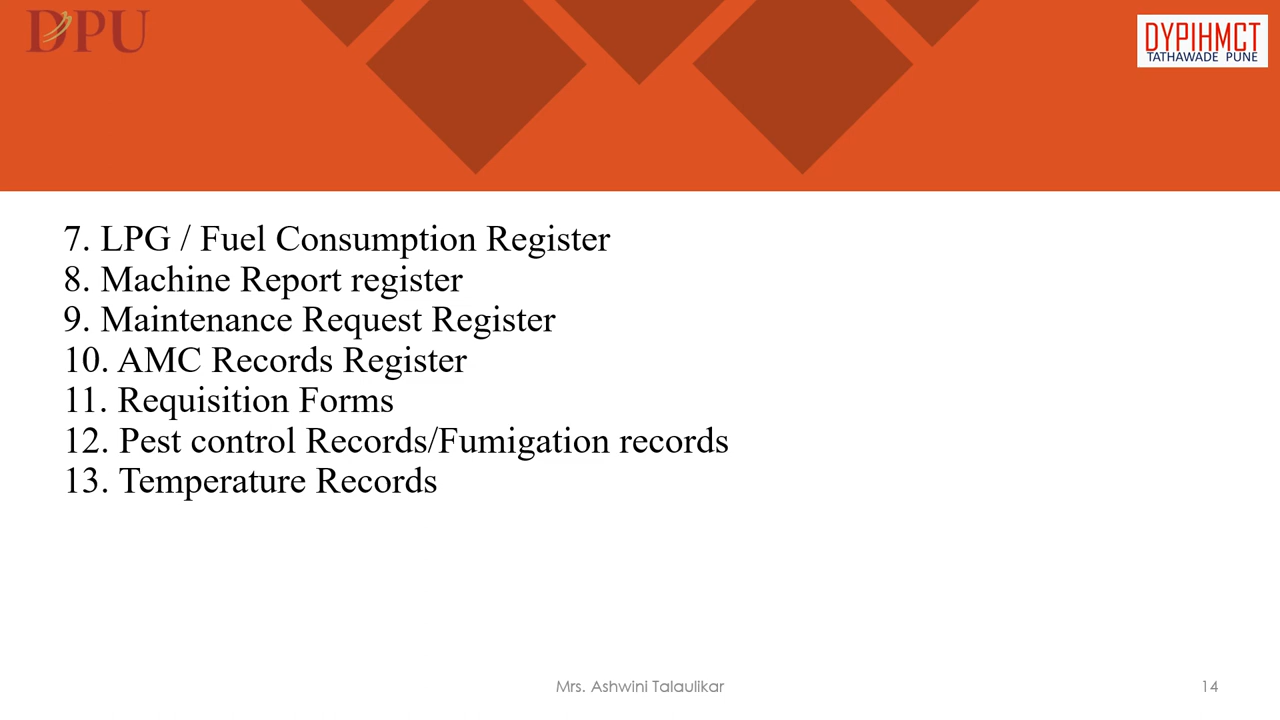 DPU
DYPIHMCT
TATHAWADE PUNE
7. LPG / Fuel Consumption Register
8. Machine Report register
9. Maintenance Request Register
10. AMC Records Register
11. Requisition Forms
12. Pest control Records/Fumigation records
13. Temperature Records
Mrs. Ashwini Talaulikar
14